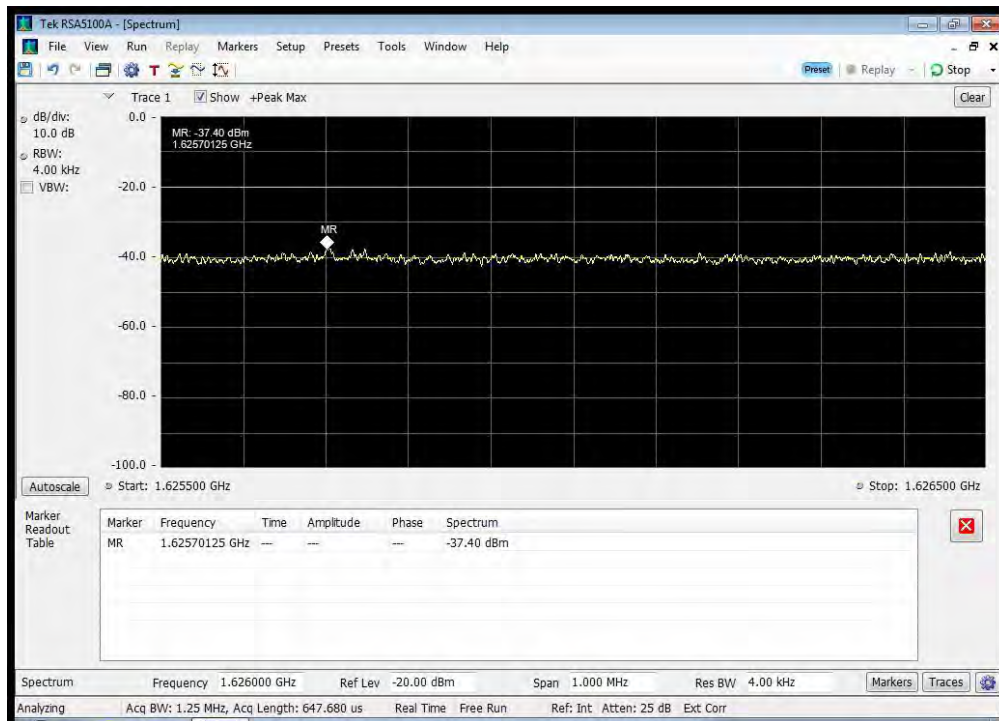 Tek RSA5100A - [Spectrum]
File View Run Replay Markers Setup Presets Tools Window Help
Preset Replay Stop
Trace 1 Show +Peak Max Clear
dB/div:
10.0 dB
RBW:
4.00 kHz
VBW:
0.0
MR: -37.40 dBm
1.62570125 GHz
-20.0
MR
-40.0
-60.0
-80.0
-100.0
Autoscale Start: 1.625500 GHz Stop: 1.626500 GHz
Marker
Readout
Table
Marker Frequency Time Amplitude Phase Spectrum
MR 1.62570125 GHz --- --- --- -37.40 dBm
Spectrum Frequency 1.626000 GHz Ref Lev -20.00 dBm Span 1.000 MHz Res BW 4.00 kHz Markers Traces
Analyzing Acq BW: 1.25 MHz, Acq Length: 647.680 us Real Time Free Run Ref: Int Atten: 25 dB Ext Corr